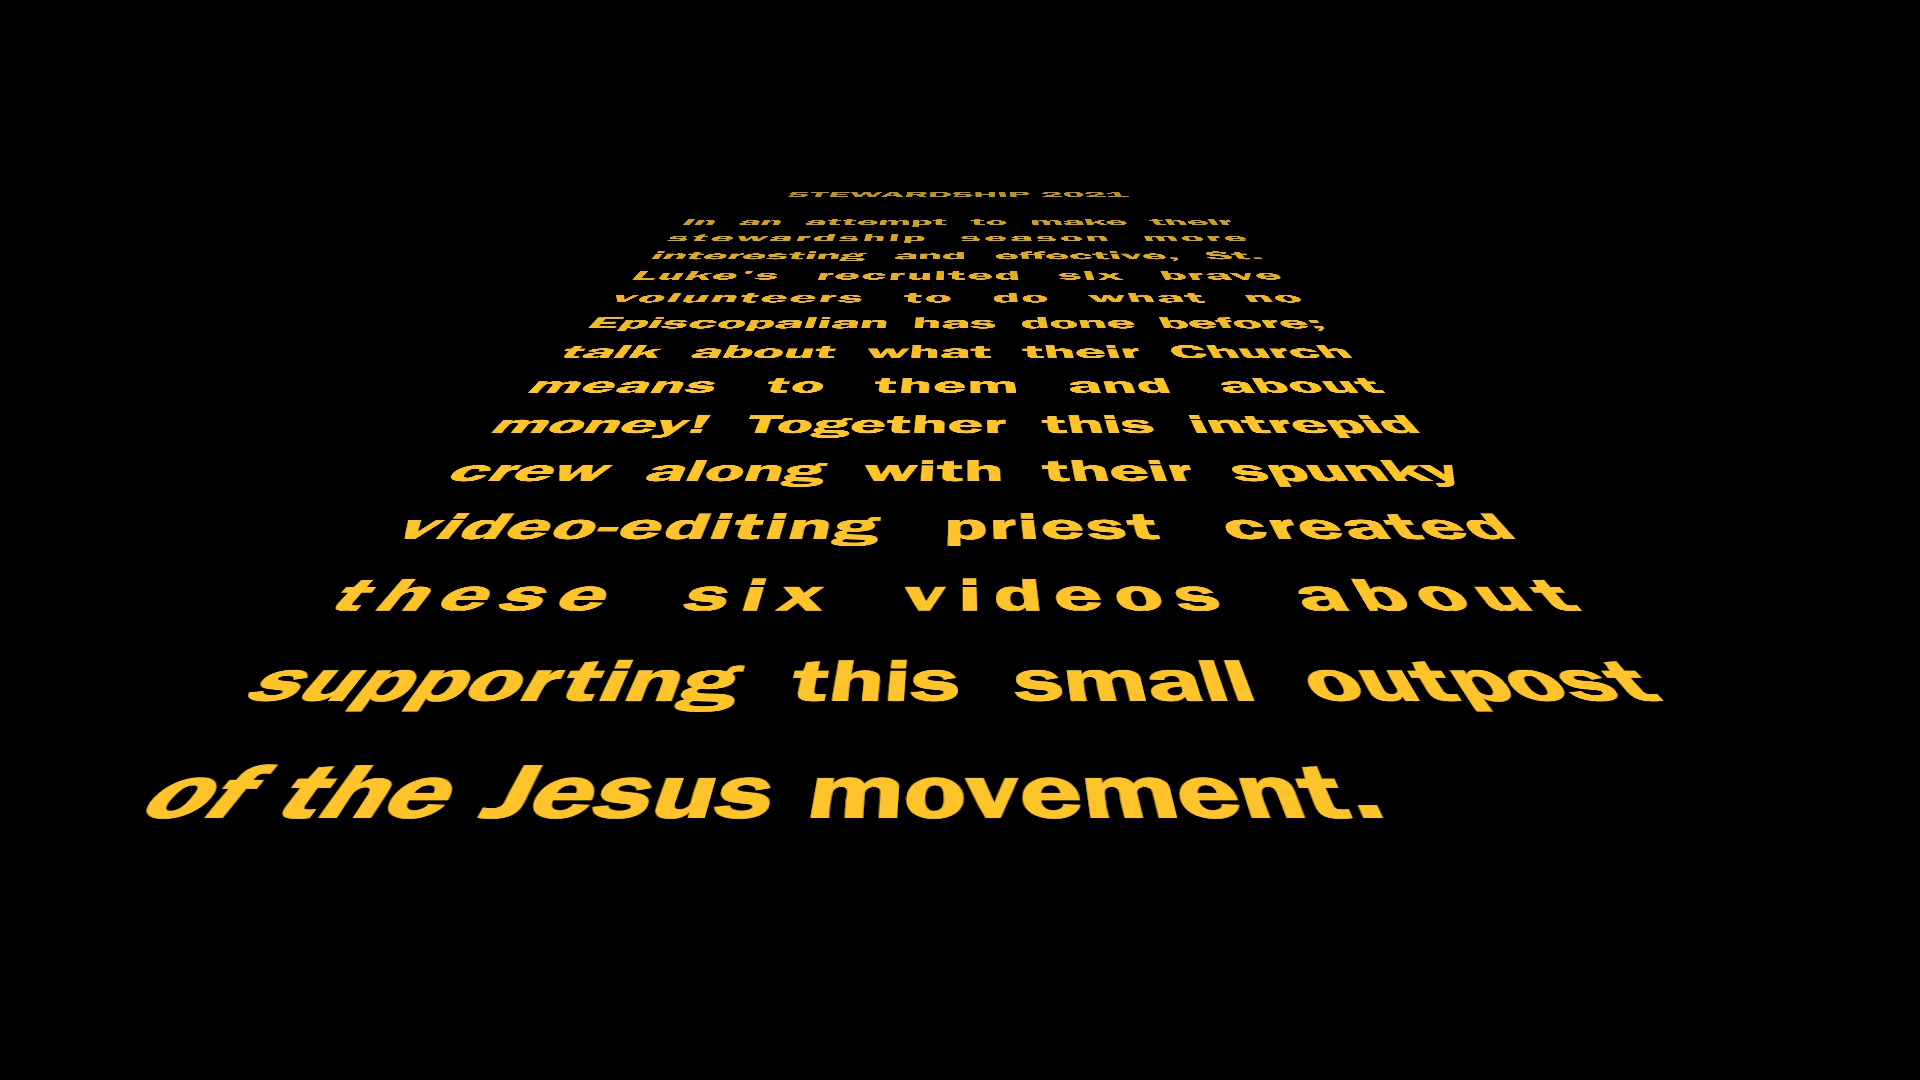 STEWARDSHIP 2021
In an attempt to make their
stewardship season more
interesting and effective, St.
Luke's recruited six brave
volunteers to do what no
Episcopalian has done before;
talk about what their Church
means to them and about
money! Together this intrepid
crew along with their spunky
video-editing priest created
these six videos about
supporting this small outpost
of the Jesus movement.